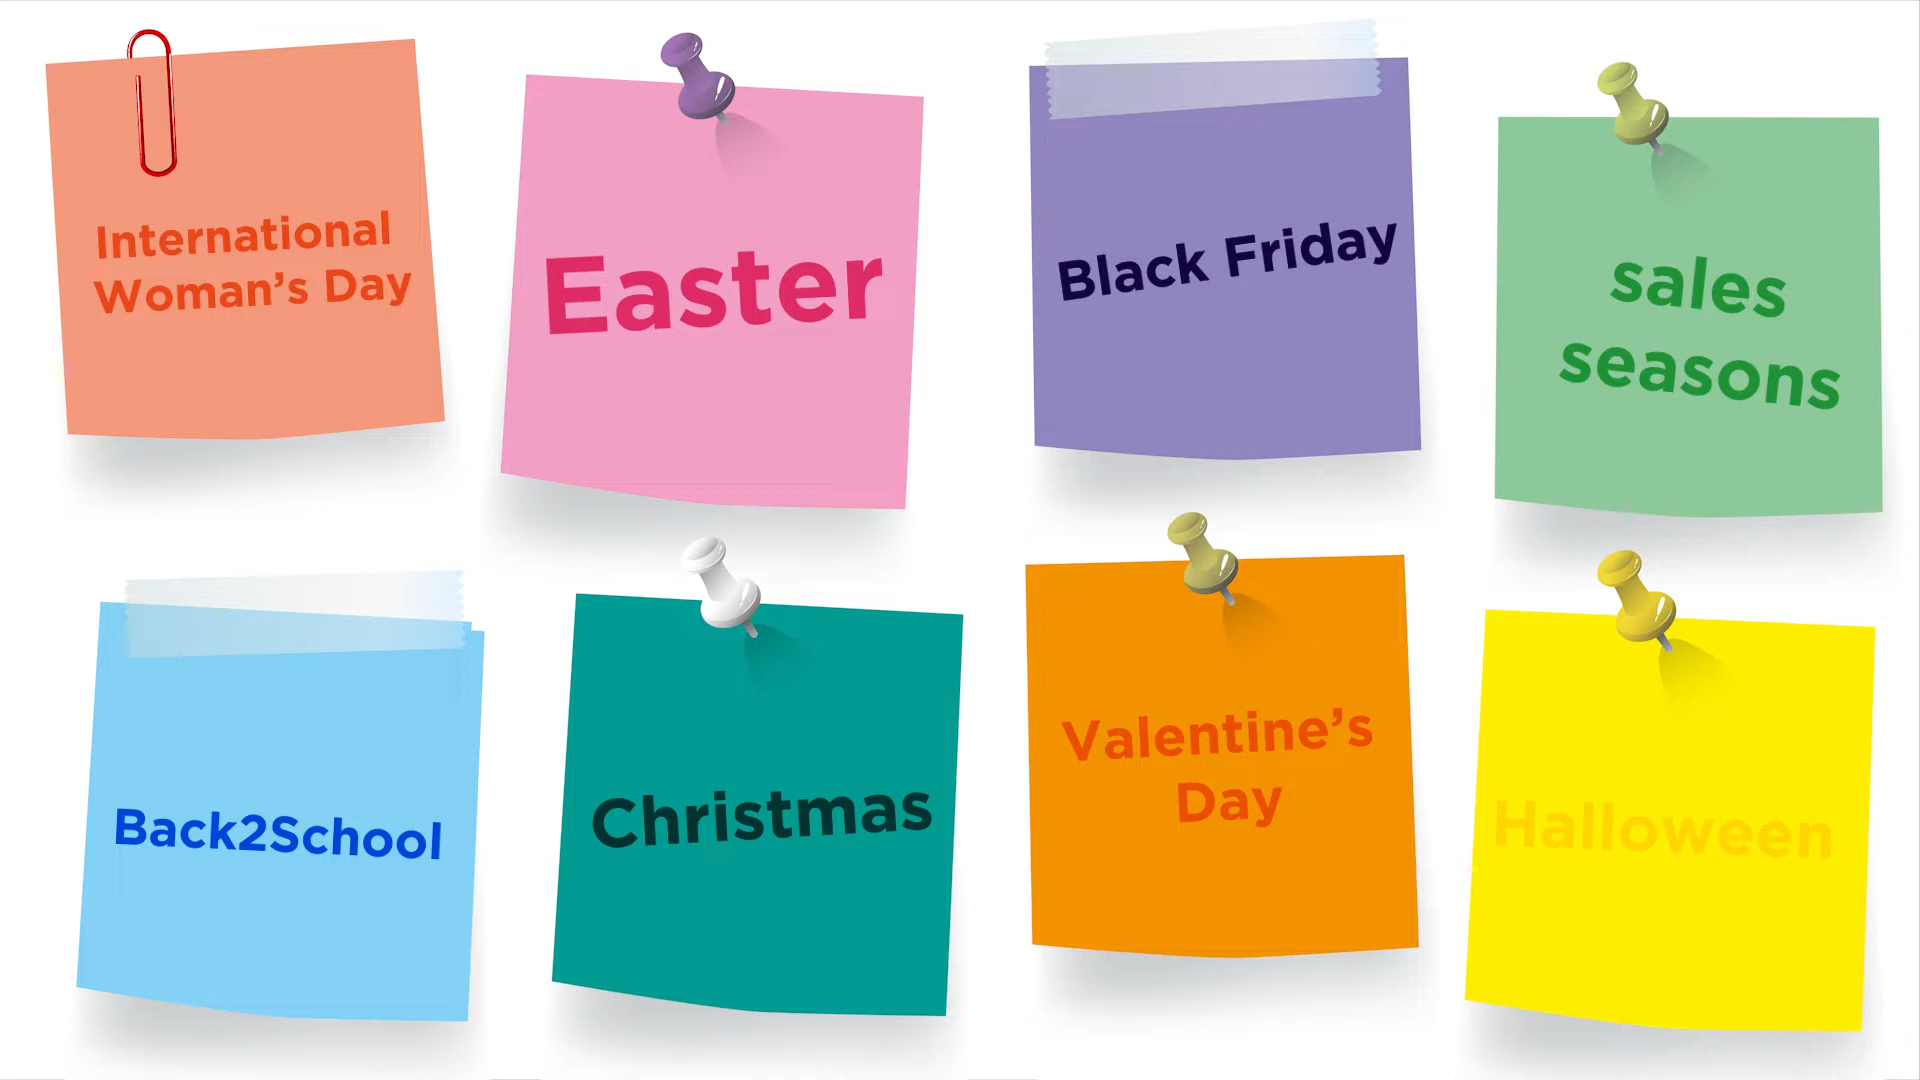 International
Woman’s Day
Easter
Black Friday
sales
seasons
Back2School
Christmas
Valentine’s
Day
Halloween